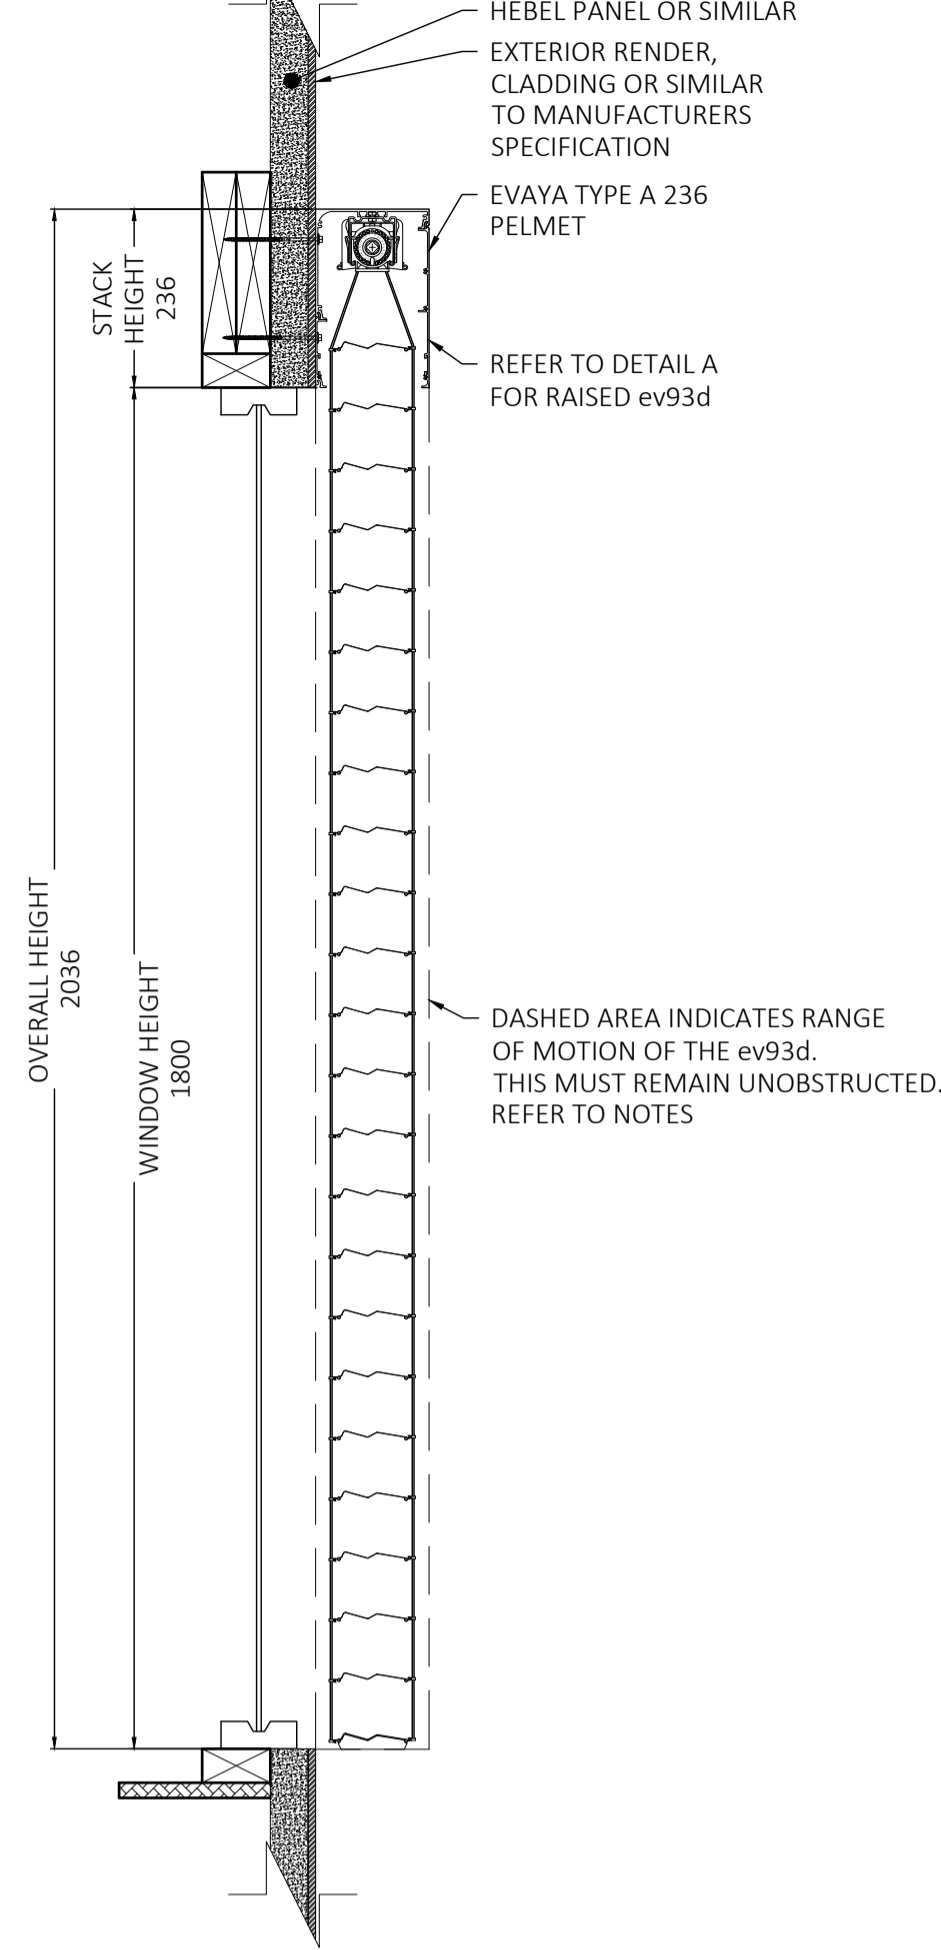 HEBEL PANEL OR SIMILAR
EXTERIOR RENDER,
CLADDING OR SIMILAR
TO MANUFACTURERS
SPECIFICATION
EVAYA TYPE A 236
PELMET
STACK
HEIGHT
236
REFER TO DETAIL A
FOR RAISED ev93d
OVERALL HEIGHT
2036
WINDOW HEIGHT
1800
DASHED AREA INDICATES RANGE
OF MOTION OF THE ev93d.
THIS MUST REMAIN UNOBSTRUCTED.
REFER TO NOTES